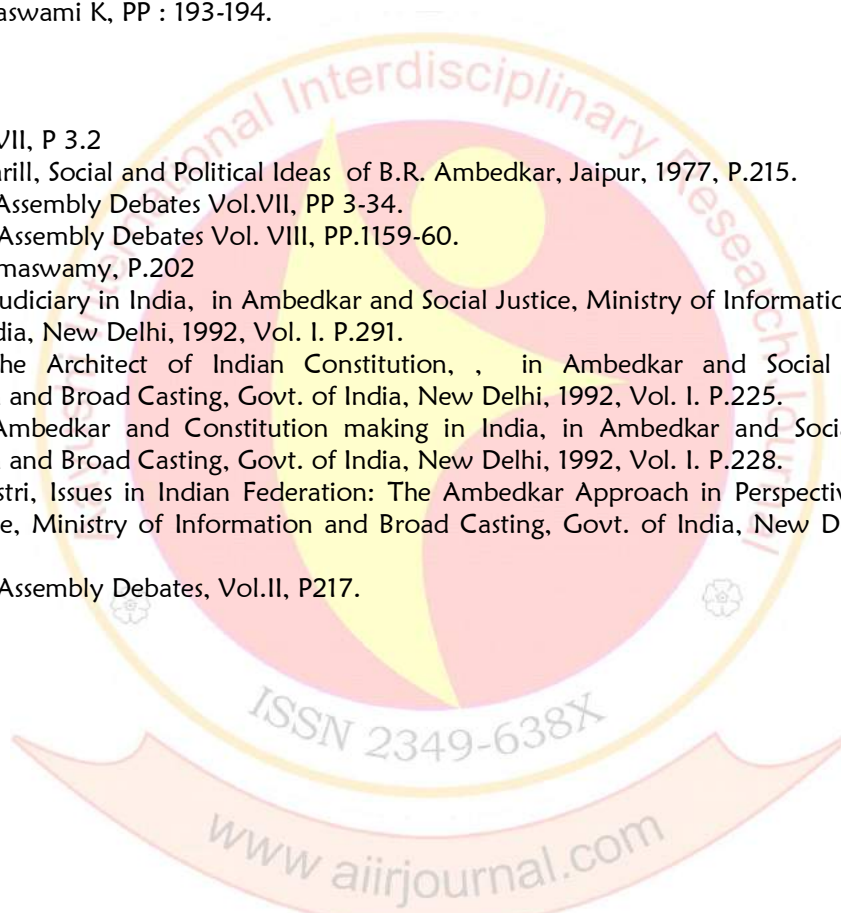 aswami K, PP : 193-194.
VII, P 3.2
arill, Social and Political Ideas of B.R. Ambedkar, Jaipur, 1977, P.215.
Assembly Debates Vol.VII, PP 3-34.
Assembly Debates Vol. VIII, PP.1159-60.
maswamy, P.202
udiciary in India, in Ambedkar and Social Justice, Ministry of Informatio
dia, New Delhi, 1992, Vol. I. P.291.
he Architect of Indian Constitution, , in Ambedkar and Social
and Broad Casting, Govt. of India, New Delhi, 1992, Vol. I. P.225.
Ambedkar and Constitution making in India, in Ambedkar and Socia
and Broad Casting, Govt. of India, New Delhi, 1992, Vol. I. P.228.
stri, Issues in Indian Federation: The Ambedkar Approach in Perspectiv
e, Ministry of Information and Broad Casting, Govt. of India, New D
Assembly Debates, Vol.II, P217.
International Interdisciplinary Research Journal
ISSN 2349-638X
www aiirjournal.com